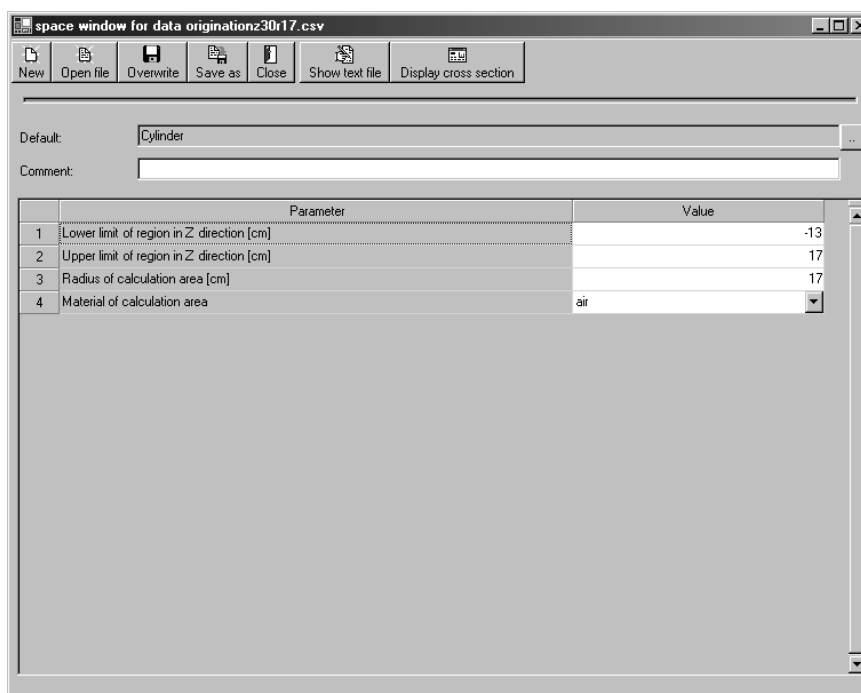 space window for data originationz30r17.csv
New Open file Overwrite Save as Close Show text file Display cross section
Default: Cylinder ..
Comment:
Parameter Value
1 Lower limit of region in Z direction [cm] -13
2 Upper limit of region in Z direction [cm] 17
3 Radius of calculation area [cm] 17
4 Material of calculation area air